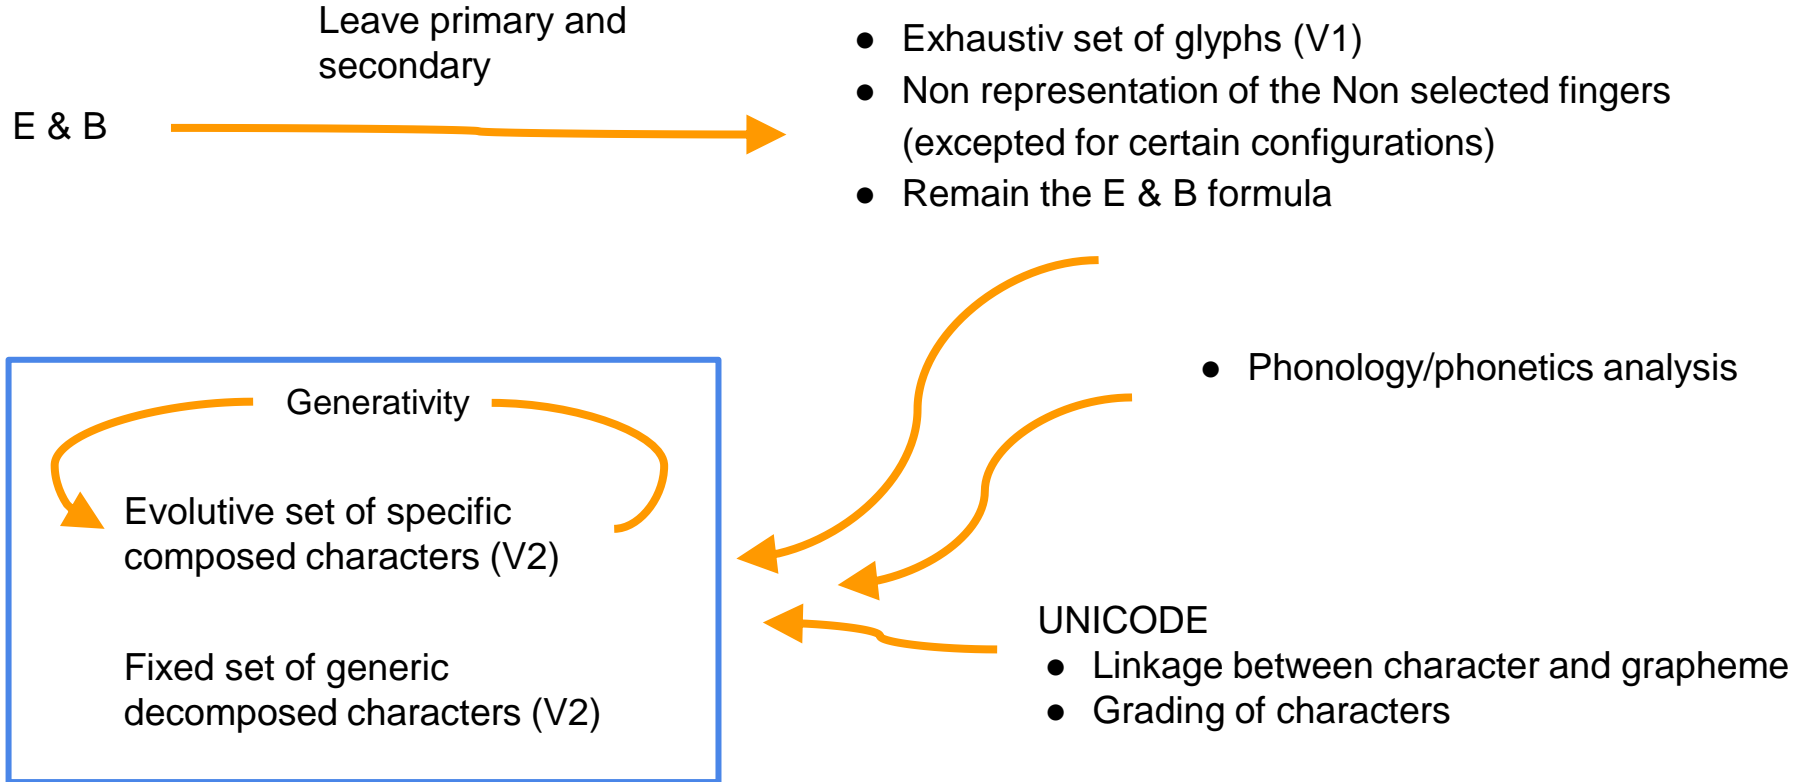 Leave primary and
secondary
E & B
● Exhaustiv set of glyphs (V1)
● Non representation of the Non selected fingers
(excepted for certain configurations)
● Remain the E & B formula
● Phonology/phonetics analysis
Generativity
Evolutive set of specific
composed characters (V2)
Fixed set of generic
decomposed characters (V2)
UNICODE
● Linkage between character and grapheme
● Grading of characters